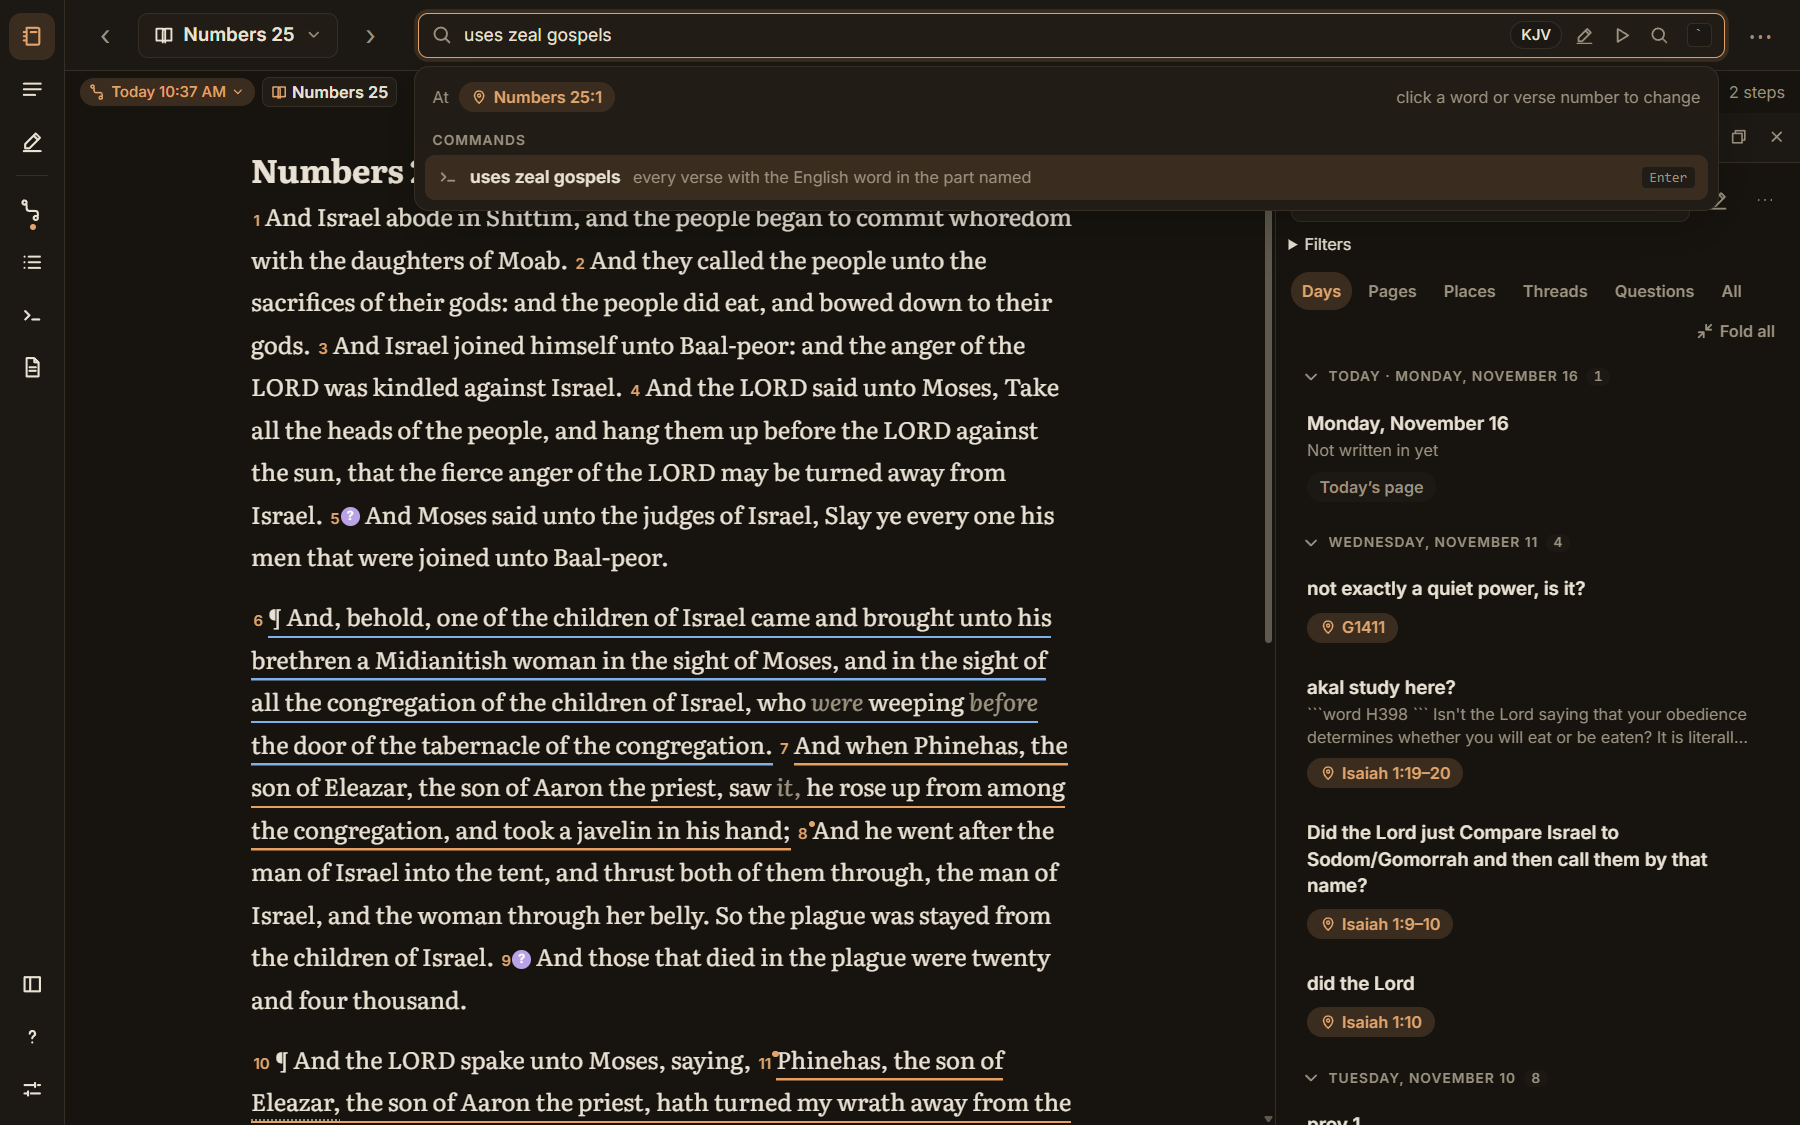 Numbers 25
uses zeal gospels
KJV
`
Today 10:37 AM
Numbers 25
At Numbers 25:1
click a word or verse number to change
2 steps
COMMANDS
uses zeal gospels every verse with the English word in the part named
Enter
Numbers
1 And Israel abode in Shittim, and the people began to commit whoredom
with the daughters of Moab. 2 And they called the people unto the
sacrifices of their gods: and the people did eat, and bowed down to their
gods. 3 And Israel joined himself unto Baal-peor: and the anger of the
LORD was kindled against Israel. 4 And the LORD said unto Moses, Take
all the heads of the people, and hang them up before the LORD against
the sun, that the fierce anger of the LORD may be turned away from
Israel. 5 ? And Moses said unto the judges of Israel, Slay ye every one his
men that were joined unto Baal-peor.
6 ¶ And, behold, one of the children of Israel came and brought unto his
brethren a Midianitish woman in the sight of Moses, and in the sight of
all the congregation of the children of Israel, who were weeping before
the door of the tabernacle of the congregation. 7 And when Phinehas, the
son of Eleazar, the son of Aaron the priest, saw it, he rose up from among
the congregation, and took a javelin in his hand; 8 And he went after the
man of Israel into the tent, and thrust both of them through, the man of
Israel, and the woman through her belly. So the plague was stayed from
the children of Israel. 9 ? And those that died in the plague were twenty
and four thousand.
10 ¶ And the LORD spake unto Moses, saying, 11 Phinehas, the son of
Eleazar, the son of Aaron the priest, hath turned my wrath away from the
Filters
Days Pages Places Threads Questions All
Fold all
TODAY · MONDAY, NOVEMBER 16 1
Monday, November 16
Not written in yet
Today's page
WEDNESDAY, NOVEMBER 11 4
not exactly a quiet power, is it?
G1411
akal study here?
```word H398 ``` Isn't the Lord saying that your obedience
determines whether you will eat or be eaten? It is literall...
Isaiah 1:19–20
Did the Lord just Compare Israel to
Sodom/Gomorrah and then call them by that
name?
Isaiah 1:9–10
did the Lord
Isaiah 1:10
TUESDAY, NOVEMBER 10 8
prov 1
?